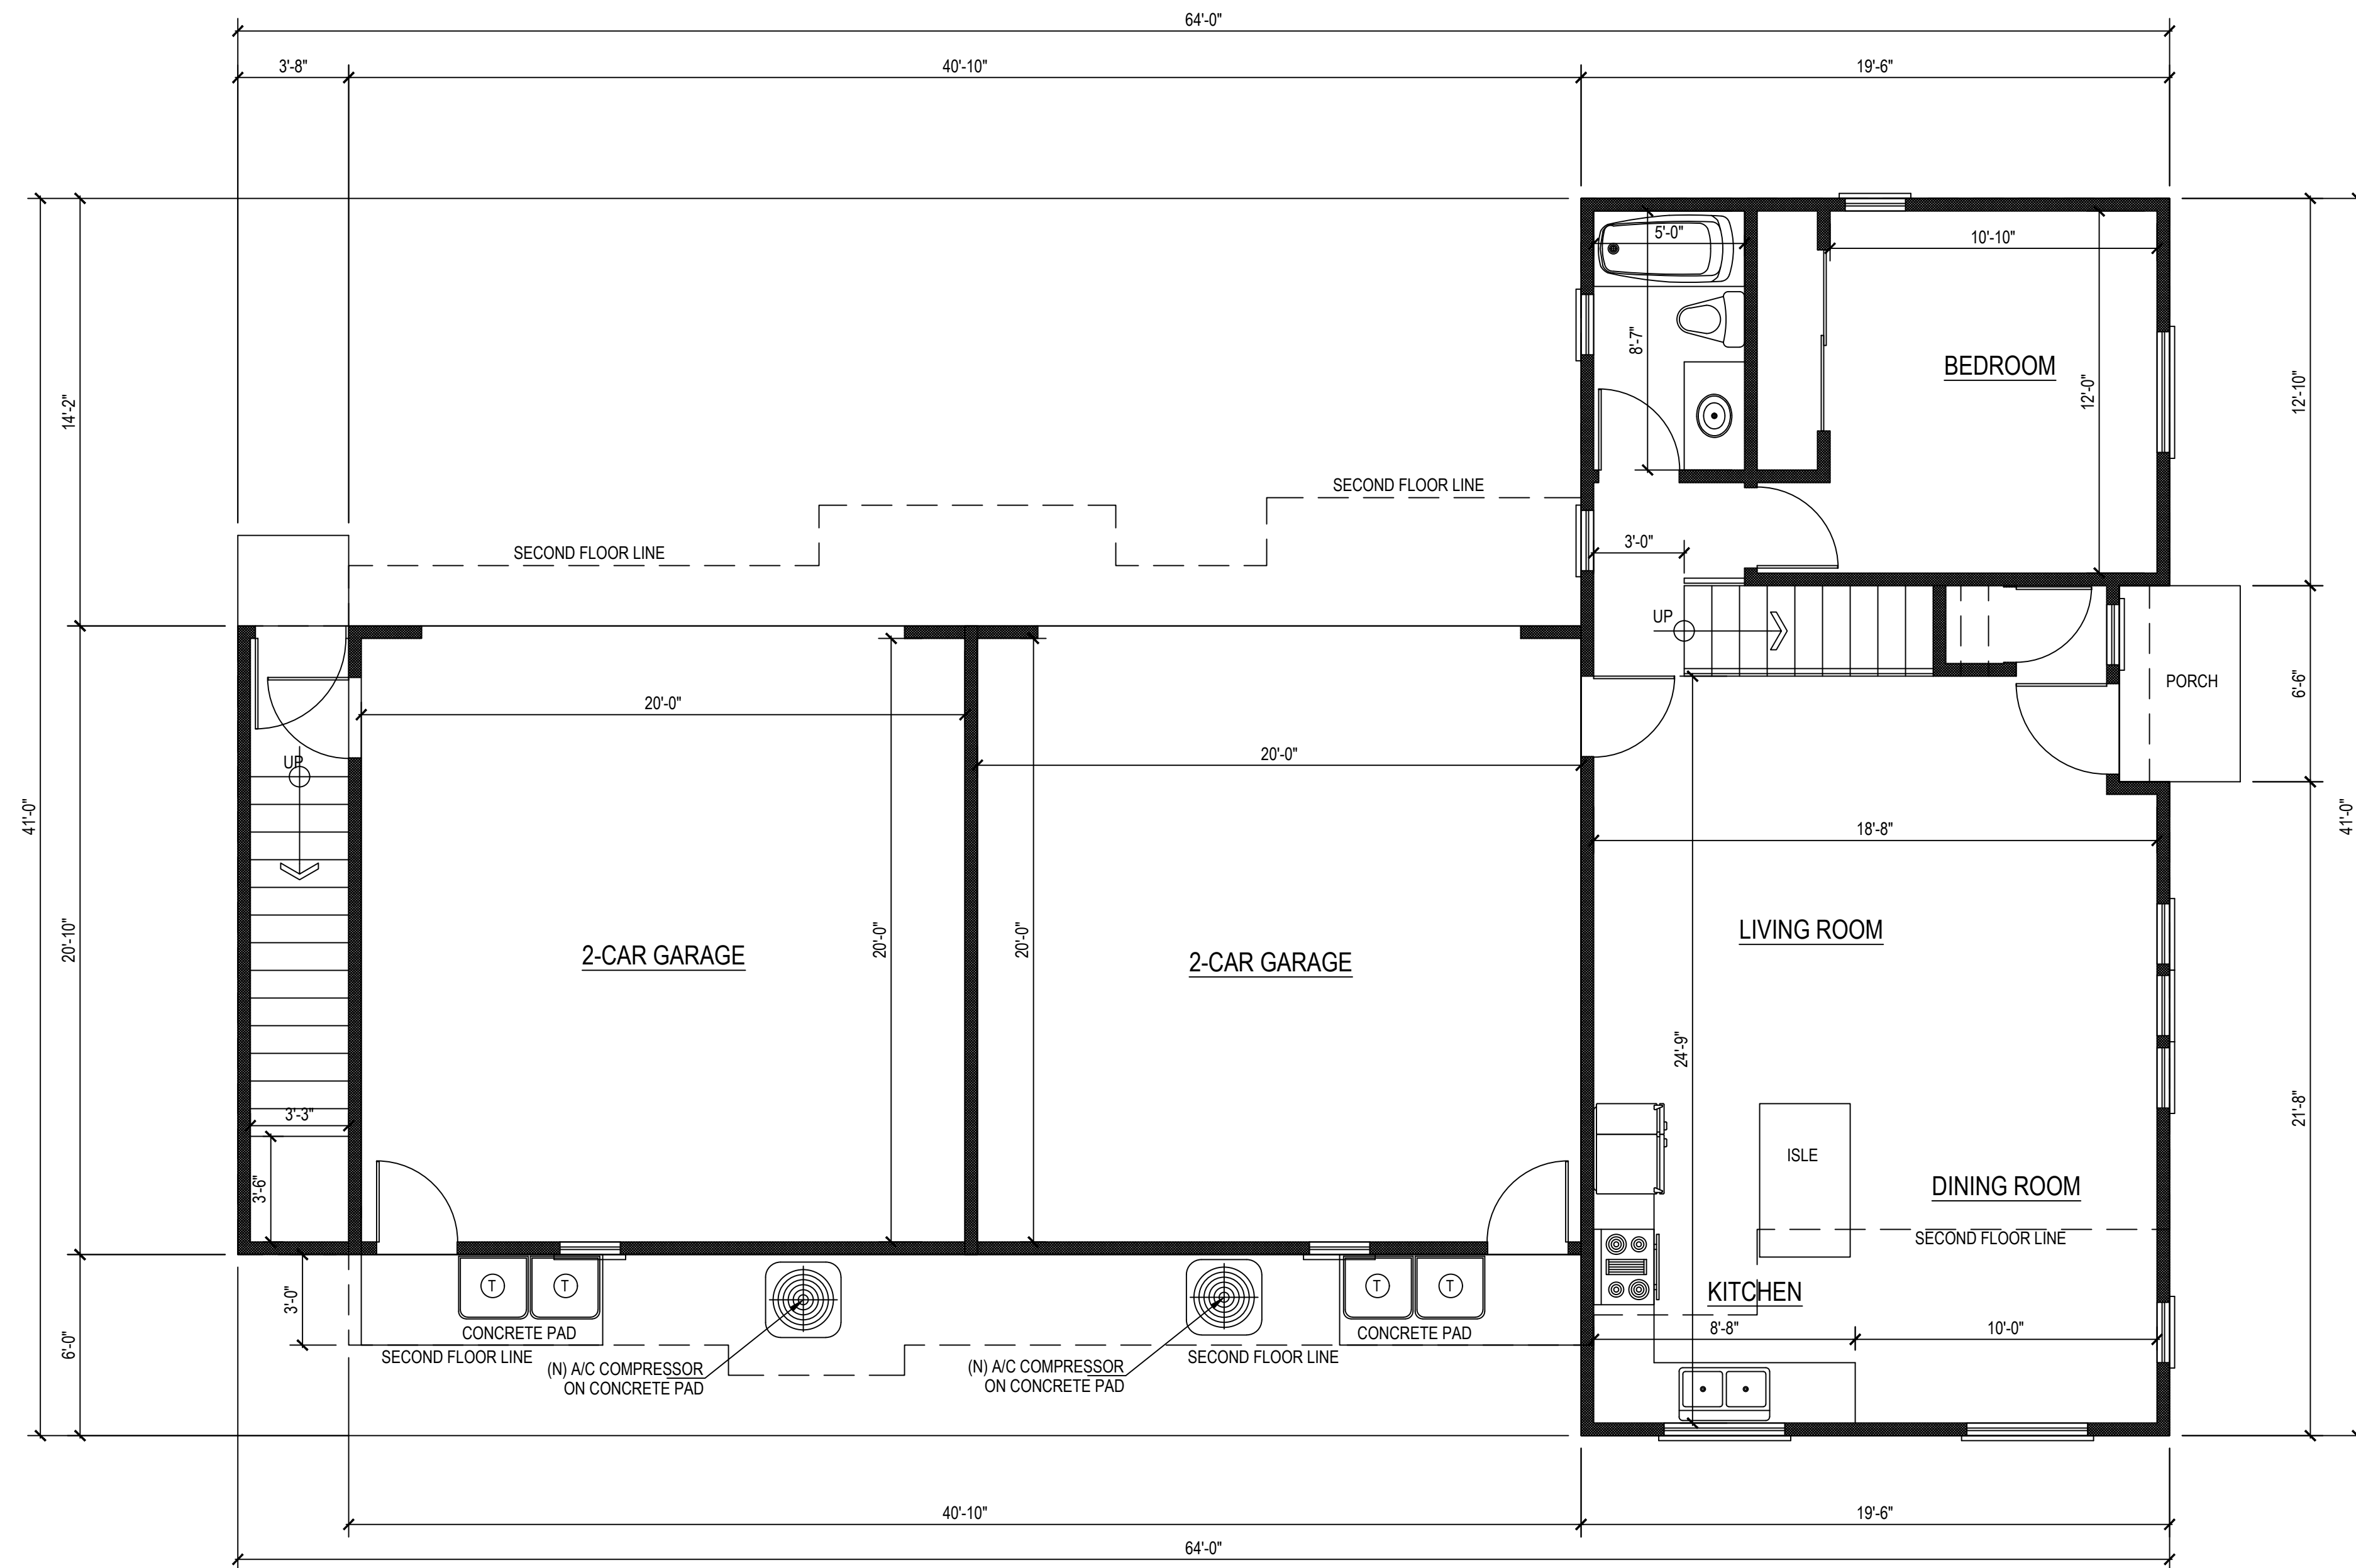 64'-0"
3'-8"
40'-10"
19'-6"
5'-0"
10'-10"
8'-7"
BEDROOM
12'-0"
12'-10"
14'-2"
SECOND FLOOR LINE
SECOND FLOOR LINE
3'-0"
UP
PORCH
6'-6"
20'-0"
20'-0"
UP
41'-0"
41'-0"
18'-8"
20'-10"
2-CAR GARAGE
20'-0"
20'-0"
2-CAR GARAGE
LIVING ROOM
24'-9"
21'-8"
3'-3"
ISLE
3'-6"
DINING ROOM
SECOND FLOOR LINE
T
T
T
T
KITCHEN
3'-0"
6'-0"
8'-8"
10'-0"
CONCRETE PAD
CONCRETE PAD
SECOND FLOOR LINE
SECOND FLOOR LINE
(N) A/C COMPRESSOR
ON CONCRETE PAD
(N) A/C COMPRESSOR
ON CONCRETE PAD
40'-10"
19'-6"
64'-0"